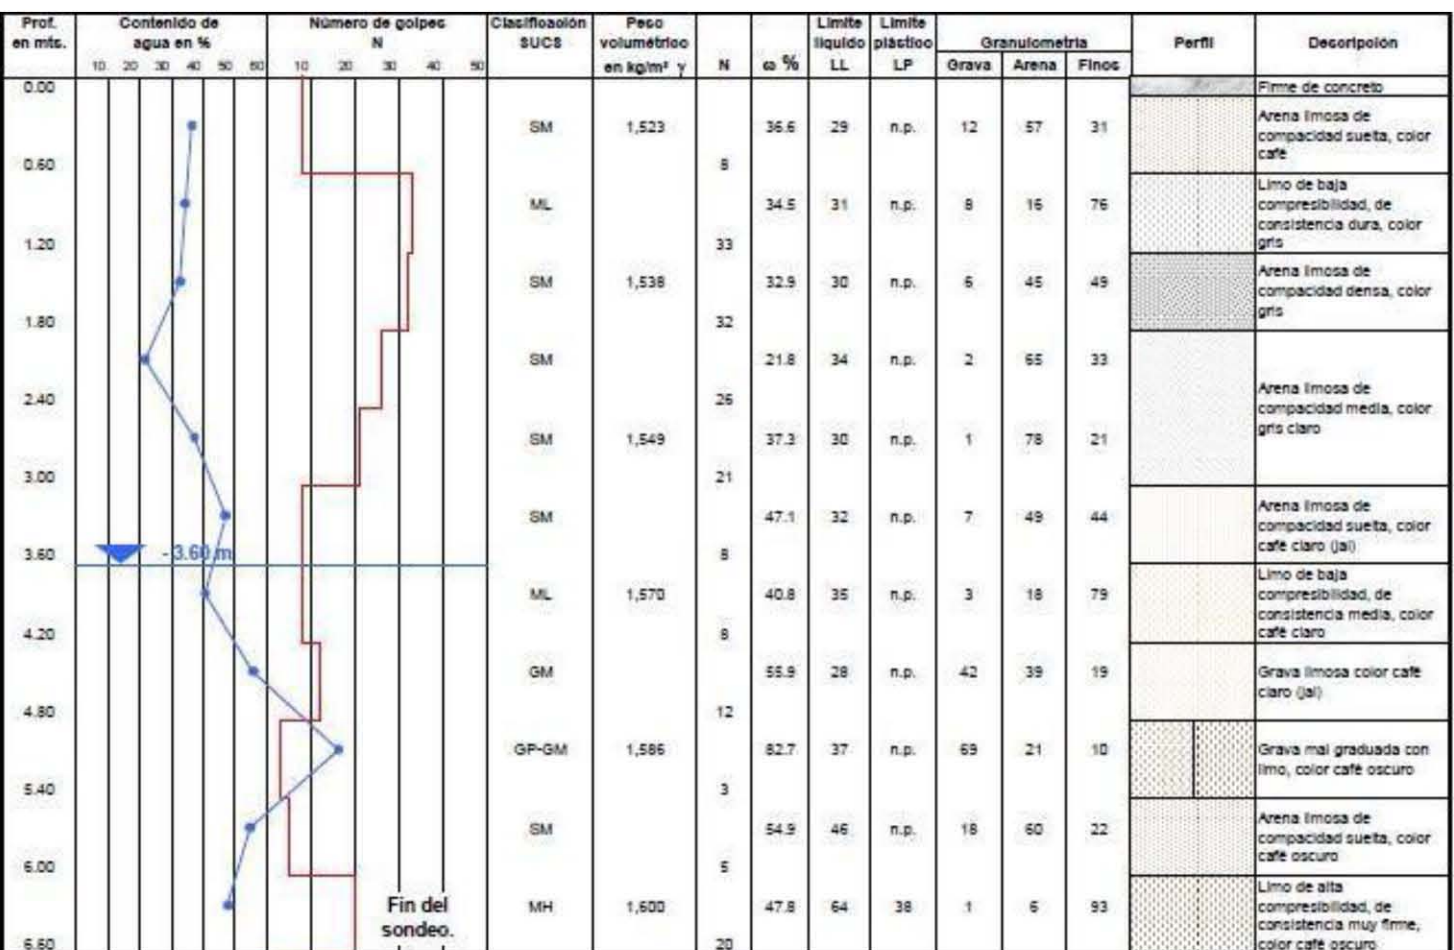 Prof. en mts. Contenido de agua en % Número de golpes N Clasificación SUCS Peso volumétrico en kg/m³ γ N ω % Limite liquido LL Limite plástico LP Granulometria Grava Arena Finos Perfil Descripción
10 20 30 40 50 60 10 20 30 40 50
0.00 Firme de concreto
SM 1,523 36.6 29 n.p. 12 57 31
Arena limosa de
compacidad suelta, color
café
0.60 8
ML 34.5 31 n.p. 8 16 76
Limo de baja
compresibilidad, de
consistencia dura, color
gris
1.20 33
SM 1,538 32.9 30 n.p. 6 45 49
Arena limosa de
compacidad densa, color
gris
1.80 32
SM 21.8 34 n.p. 2 65 33
2.40 26
Arena limosa de
compacidad media, color
gris claro
SM 1,549 37.3 30 n.p. 1 78 21
3.00 21
SM 47.1 32 n.p. 7 49 44
Arena limosa de
compacidad suelta, color
café claro (jal)
3.60 - 3.60 m 8
ML 1,570 40.8 35 n.p. 3 18 79
Limo de baja
compresibilidad, de
consistencia media, color
café claro
4.20 8
GM 55.9 28 n.p. 42 39 19
Grava limosa color café
claro (jal)
4.80 12
GP-GM 1,586 82.7 37 n.p. 69 21 10
Grava mal graduada con
limo, color café oscuro
5.40 3
SM 54.9 46 n.p. 18 60 22
Arena limosa de
compacidad suelta, color
café oscuro
6.00 5
Fin del
sondeo.
MH 1,600 47.8 64 38 1 6 93
Limo de alta
compresibilidad, de
consistencia muy firme,
color café oscuro
6.60 20